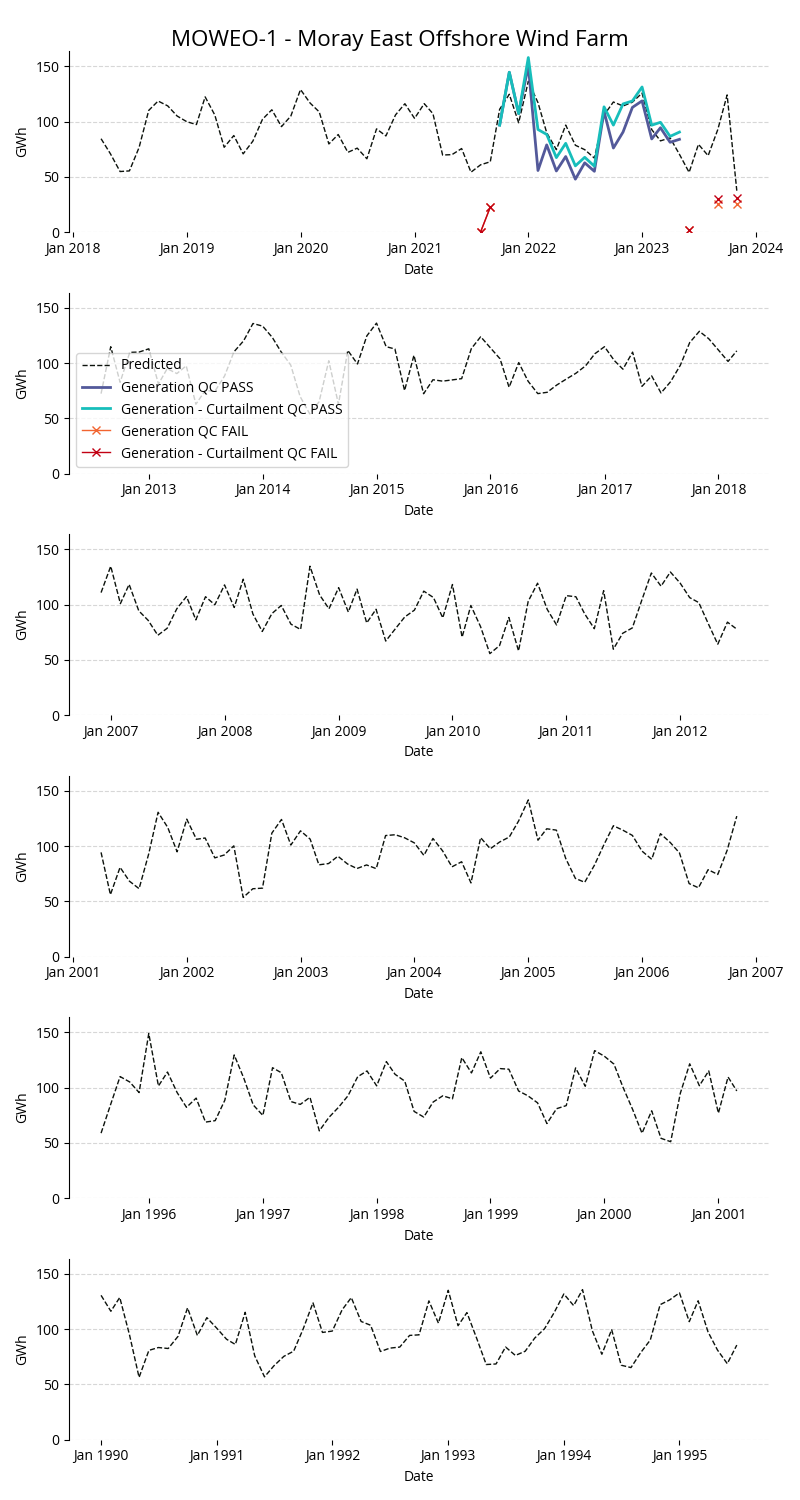 MOWEO-1 - Moray East Offshore Wind Farm
150
100
50
0
GWh
Jan 2018 Jan 2019 Jan 2020 Jan 2021 Jan 2022 Jan 2023 Jan 2024
Date
150
100
50
0
GWh
Predicted
Generation QC PASS
Generation - Curtailment QC PASS
Generation QC FAIL
Generation - Curtailment QC FAIL
Jan 2013 Jan 2014 Jan 2015 Jan 2016 Jan 2017 Jan 2018
Date
150
100
50
0
GWh
Jan 2007 Jan 2008 Jan 2009 Jan 2010 Jan 2011 Jan 2012
Date
150
100
50
0
GWh
Jan 2001 Jan 2002 Jan 2003 Jan 2004 Jan 2005 Jan 2006 Jan 2007
Date
150
100
50
0
GWh
Jan 1996 Jan 1997 Jan 1998 Jan 1999 Jan 2000 Jan 2001
Date
150
100
50
0
GWh
Jan 1990 Jan 1991 Jan 1992 Jan 1993 Jan 1994 Jan 1995
Date